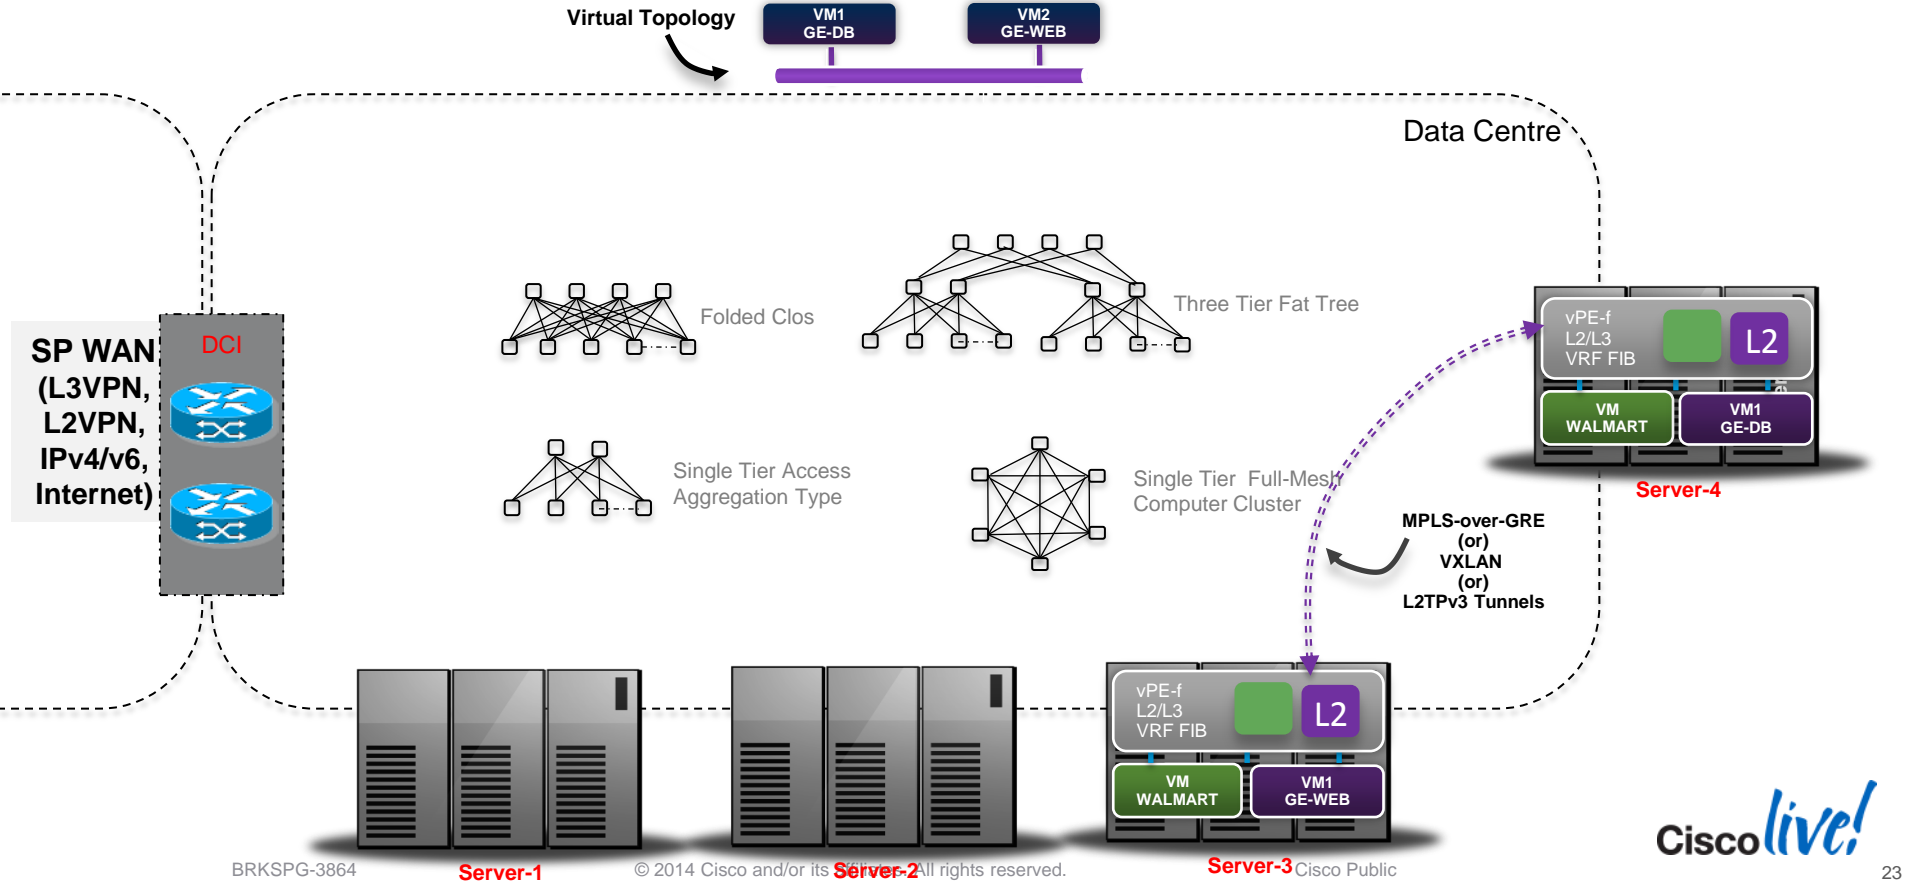 Virtual Topology
VM1
GE-DB
VM2
GE-WEB
Data Centre
SP WAN
(L3VPN,
L2VPN,
IPv4/v6,
Internet)
DCI
Folded Clos
Three Tier Fat Tree
Single Tier Access
Aggregation Type
Single Tier Full-Mesh
Computer Cluster
vPE-f
L2/L3
VRF FIB
L2
VM
WALMART
VM1
GE-DB
Server-4
MPLS-over-GRE
(or)
VXLAN
(or)
L2TPv3 Tunnels
vPE-f
L2/L3
VRF FIB
L2
VM
WALMART
VM1
GE-WEB
Server-1
Server-2
Server-3
BRKSPG-3864
© 2014 Cisco and/or its affiliates. All rights reserved.
Cisco Public
Cisco live!
23